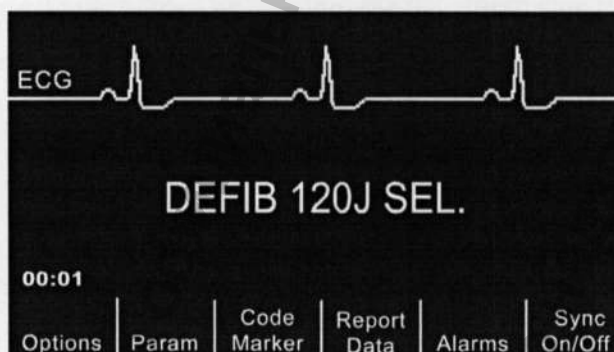 ECG
DEFIB 120J SEL.
00:01
Options
Param
Code
Marker
Report
Data
Alarms
Sync
On/Off